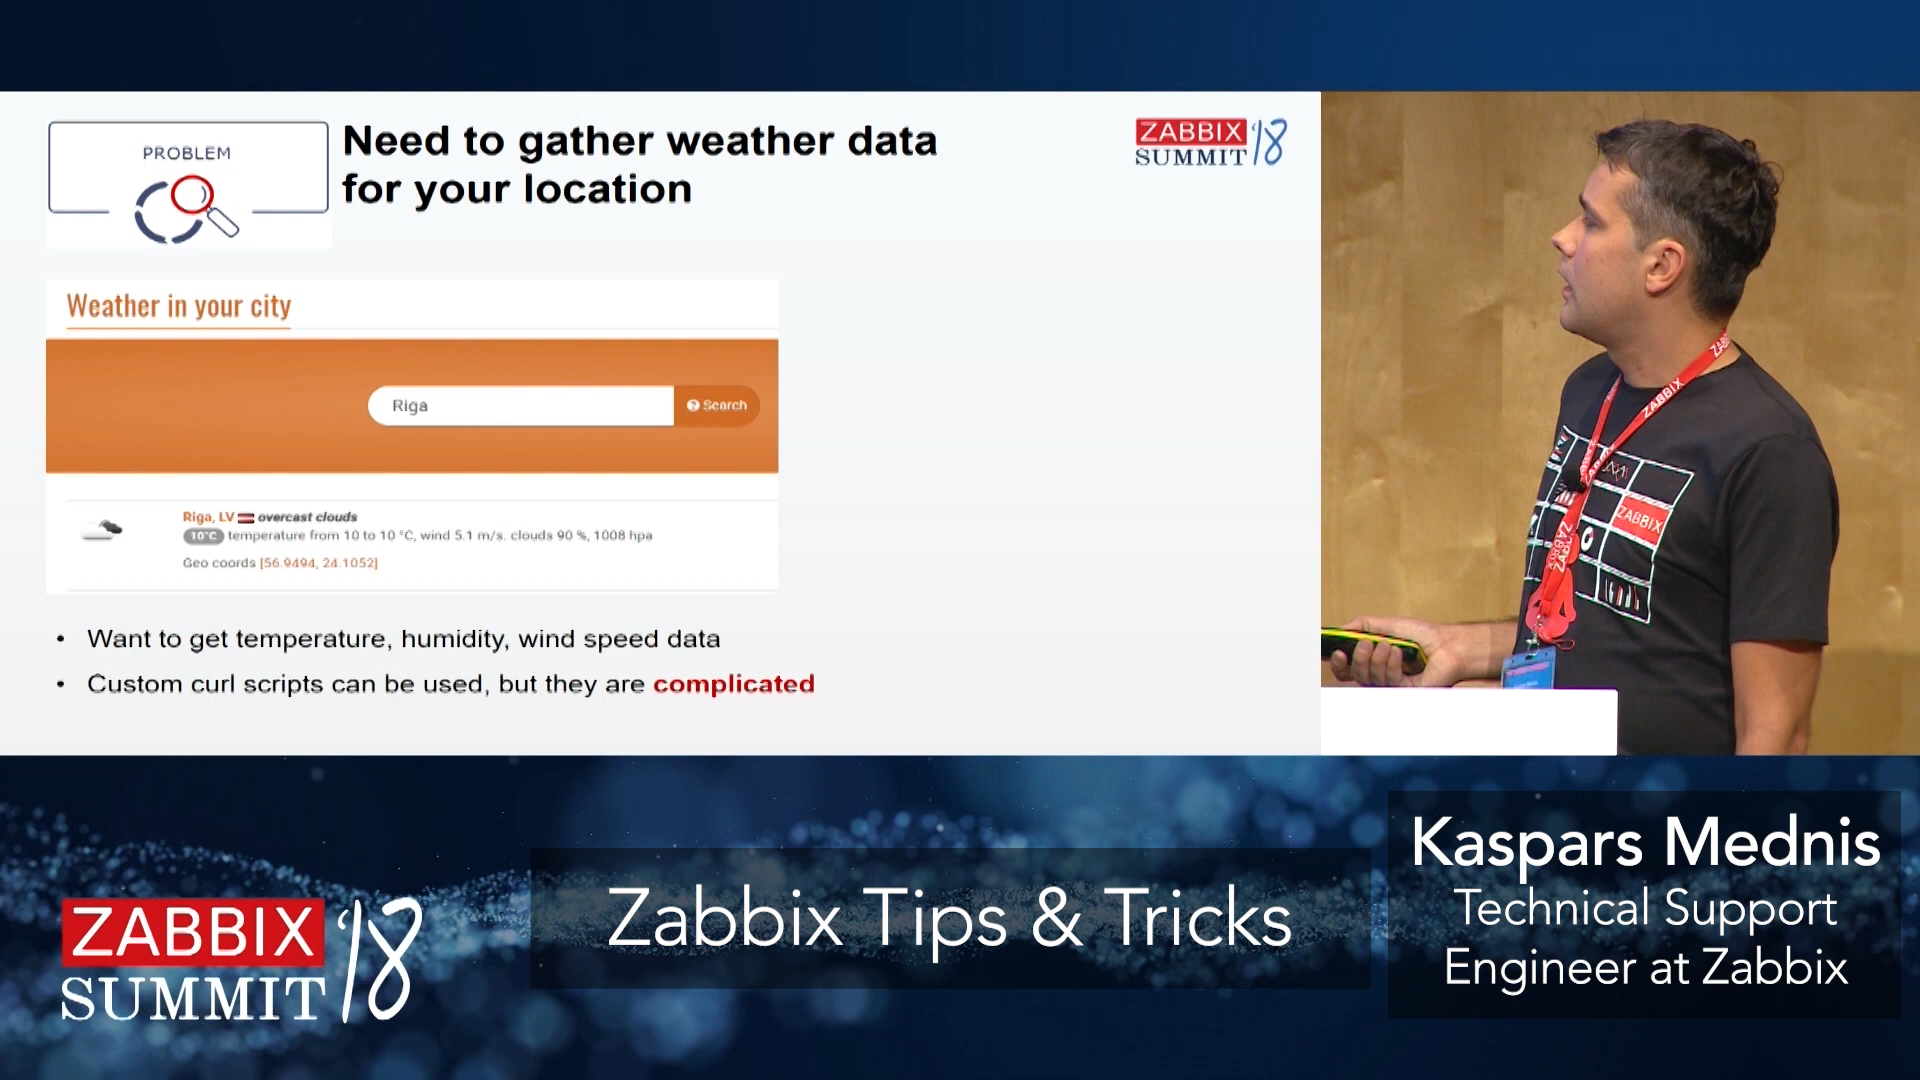 PROBLEM
Need to gather weather data
for your location
ZABBIX '18
SUMMIT
Weather in your city
Riga
Search
Riga, LV overcast clouds
10°C temperature from 10 to 10 °C, wind 5.1 m/s. clouds 90 %, 1008 hpa
Geo coords [56.9494, 24.1052]
• Want to get temperature, humidity, wind speed data
• Custom curl scripts can be used, but they are complicated
ZABBIX
ZABBIX
ZABBIX
ZABBIX '18
SUMMIT
Zabbix Tips & Tricks
Kaspars Mednis
Technical Support
Engineer at Zabbix